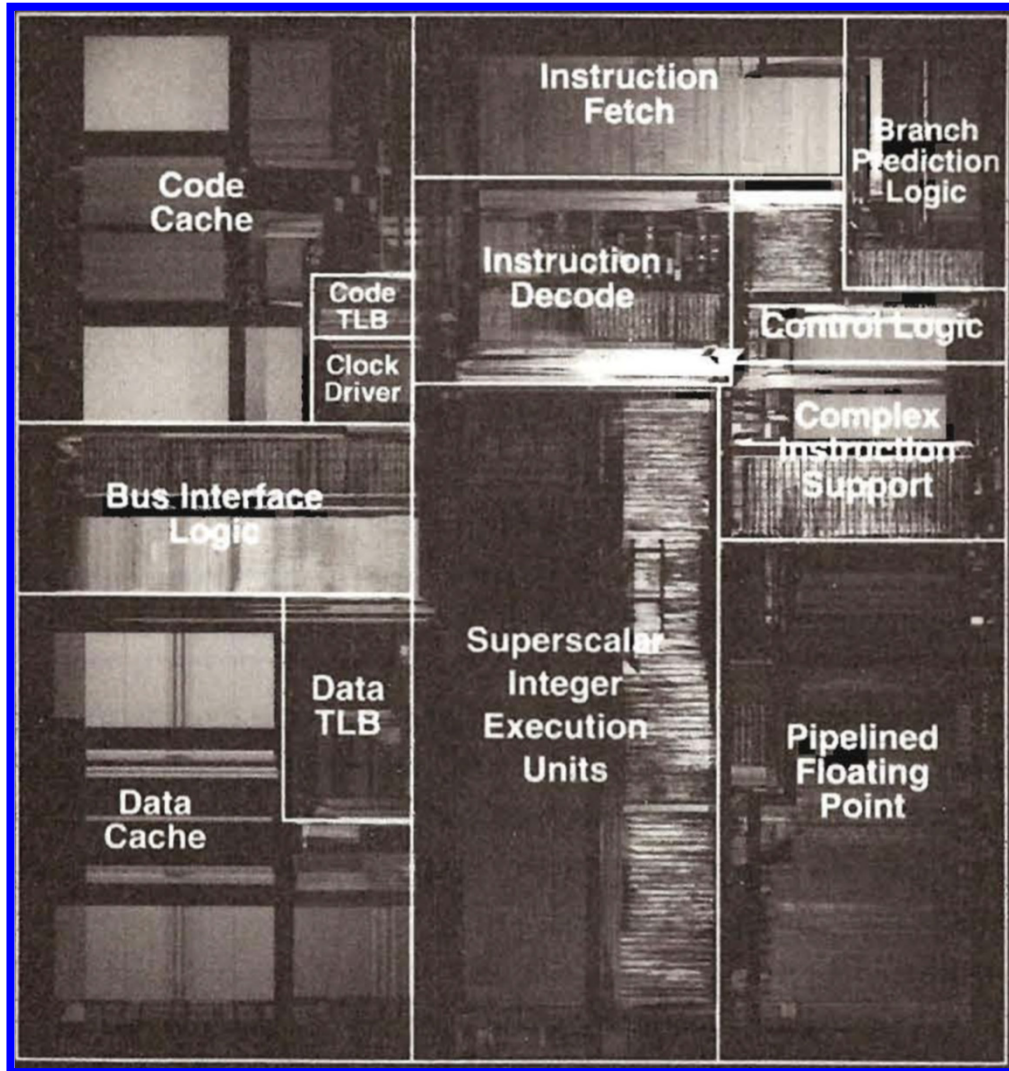 Instruction
Fetch
Branch
Prediction
Logic
Code
Cache
Instruction
Decode
Code
TLB
Control Logic
Clock
Driver
Complex
Instruction
Support
Bus Interface
Logic
Superscalar
Integer
Execution
Units
Data
TLB
Pipelined
Floating
Point
Data
Cache